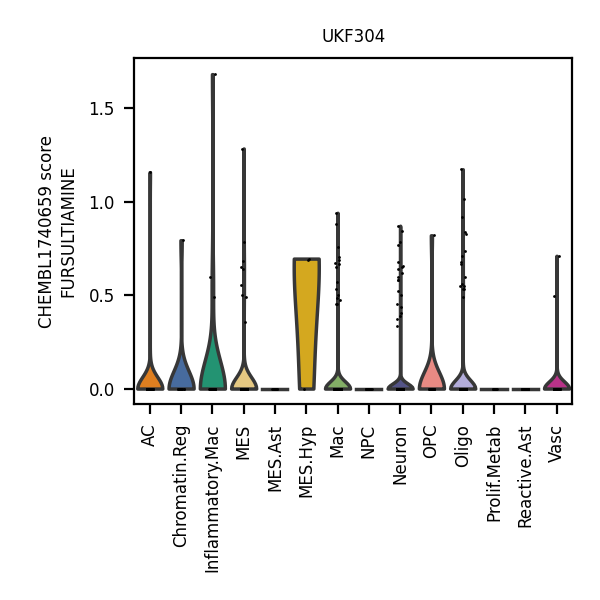 UKF304
CHEMBL1740659 score
FURSULTIAMINE
1.5
1.0
0.5
0.0
AC
Chromatin.Reg
Inflammatory.Mac
MES
MES.Ast
MES.Hyp
Mac
NPC
Neuron
OPC
Oligo
Prolif.Metab
Reactive.Ast
Vasc